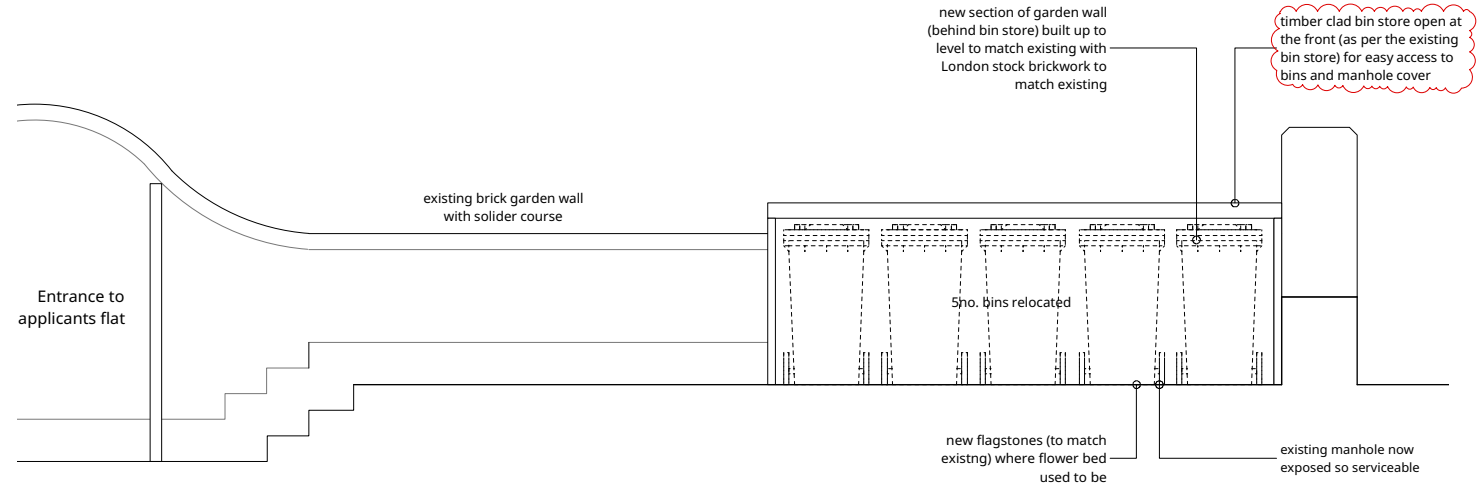 new section of garden wall
(behind bin store) built up to
level to match existing with
London stock brickwork to
match existing
timber clad bin store open at
the front (as per the existing
bin store) for easy access to
bins and manhole cover
existing brick garden wall
with solider course
Entrance to
applicants flat
5no. bins relocated
new flagstones (to match
existng) where flower bed
used to be
existing manhole now
exposed so serviceable